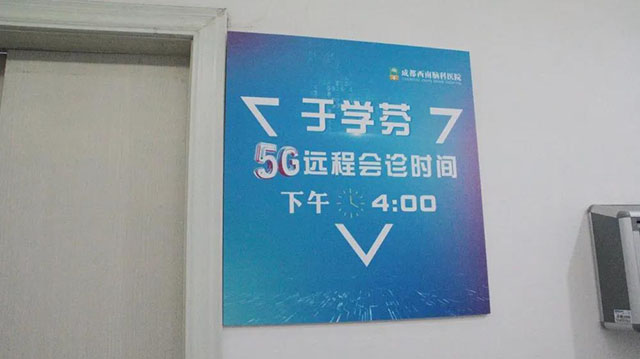 成都西南脑科医院
于学芬
5G远程会诊时间
下午 4:00